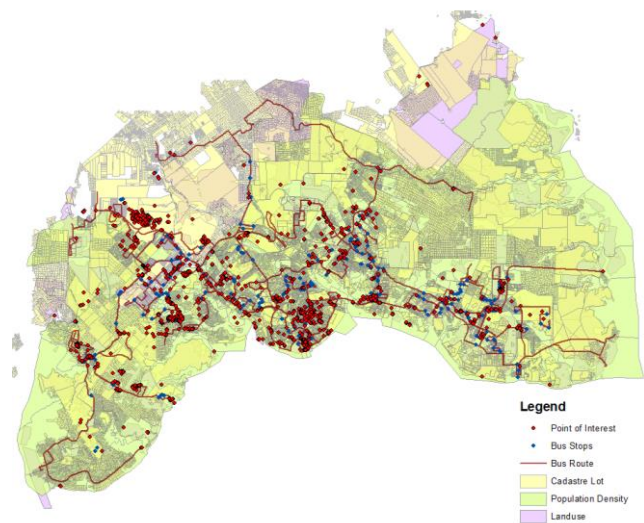 Legend
Point of Interest
Bus Stops
Bus Route
Cadastre Lot
Population Density
Landuse